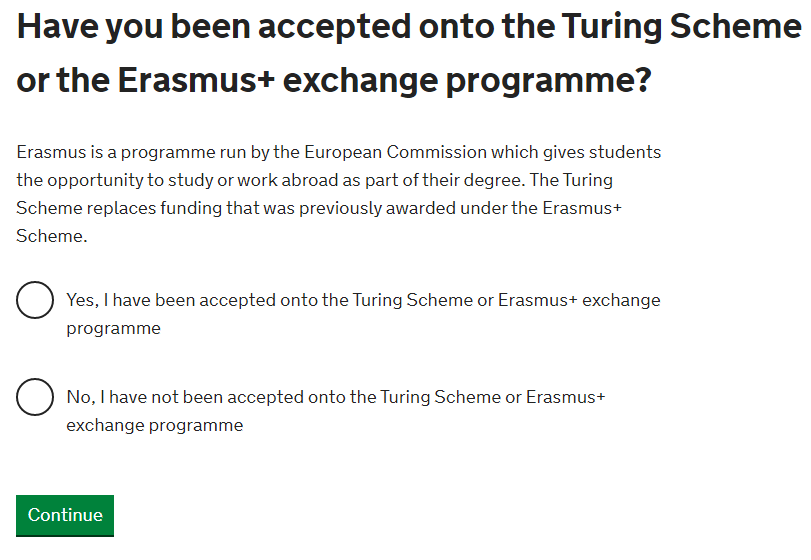 Have you been accepted onto the Turing Scheme
or the Erasmus+ exchange programme?
Erasmus is a programme run by the European Commission which gives students
the opportunity to study or work abroad as part of their degree. The Turing
Scheme replaces funding that was previously awarded under the Erasmus+
Scheme.
Yes, I have been accepted onto the Turing Scheme or Erasmus+ exchange
programme
No, I have not been accepted onto the Turing Scheme or Erasmus+
exchange programme
Continue